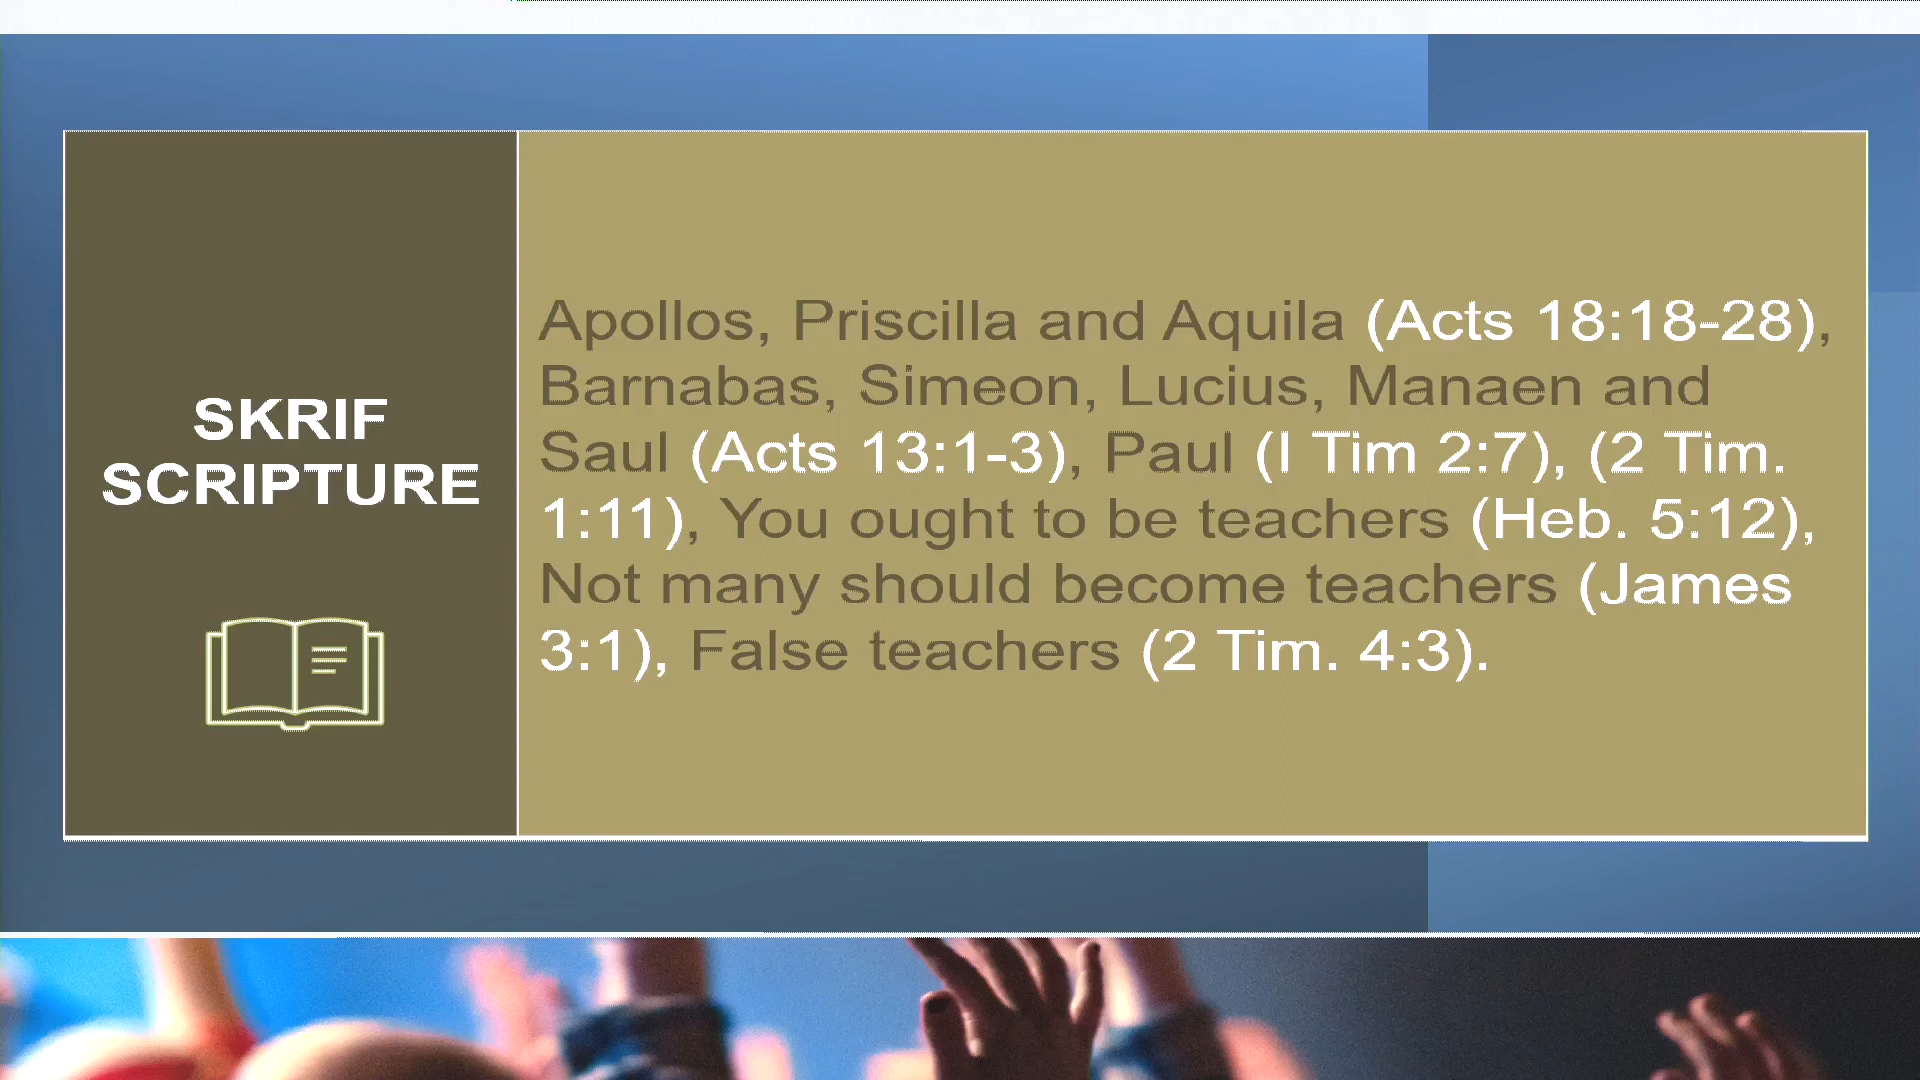 SKRIF
SCRIPTURE
Apollos, Priscilla and Aquila (Acts 18:18-28),
Barnabas, Simeon, Lucius, Manaen and
Saul (Acts 13:1-3), Paul (I Tim 2:7), (2 Tim.
1:11), You ought to be teachers (Heb. 5:12),
Not many should become teachers (James
3:1), False teachers (2 Tim. 4:3).